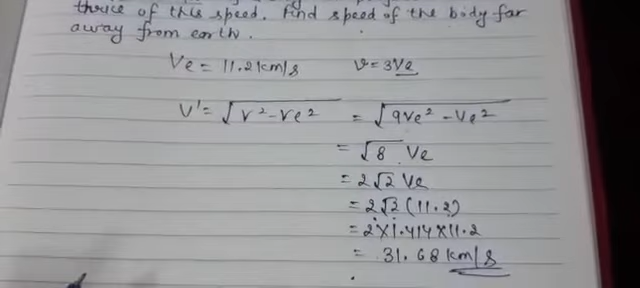 thrice of this speed. Find speed of the body far
away from earth.
Ve = 11.2 km/s v = 3Ve
V' = √v² - ve² = √9ve² - Ve²
= √8 Ve
= 2√2 Ve
= 2√2 (11.2)
= 2×1.414×11.2
= 31.68 km/s